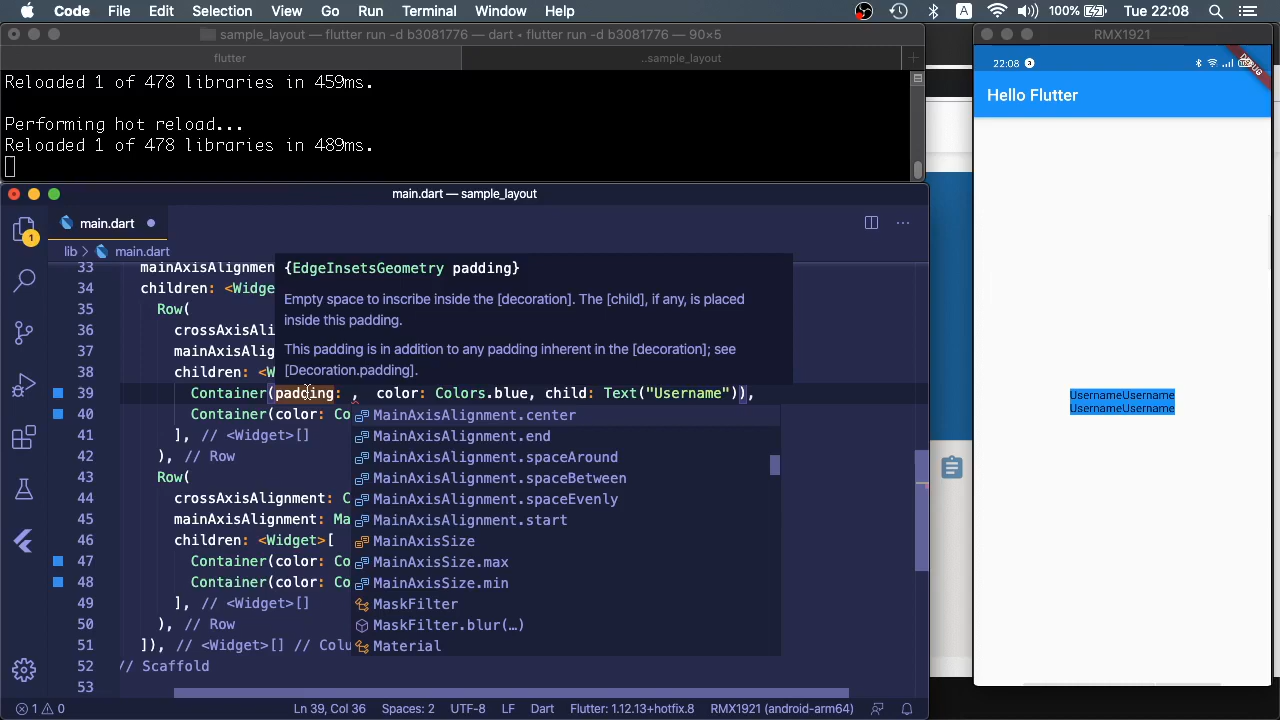 Code File Edit Selection View Go Run Terminal Window Help A 100% Tue 22:08
sample_layout — flutter run -d b3081776 — dart ◂ flutter run -d b3081776 — 90×5
flutter
..sample_layout
Reloaded 1 of 478 libraries in 459ms.
Performing hot reload...
Reloaded 1 of 478 libraries in 489ms.
main.dart — sample_layout
1
main.dart
lib > main.dart
{EdgeInsetsGeometry padding}
Empty space to inscribe inside the [decoration]. The [child], if any, is placed
inside this padding.
This padding is in addition to any padding inherent in the [decoration]; see
[Decoration.padding].
33 mainAxisAlignment
34 children: <Widge
35 Row(
36 crossAxisAli
37 mainAxisAlig
38 children: <W
39 Container(padding: , color: Colors.blue, child: Text("Username")),
40 Container(color: Co
41 ], // <Widget>[]
42 ), // Row
43 Row(
44 crossAxisAlignment: C
45 mainAxisAlignment: Ma
46 children: <Widget>[
47 Container(color: Co
48 Container(color: Co
49 ], // <Widget>[]
50 ), // Row
51 ]), // <Widget>[] // Colu
52 // Scaffold
53
MainAxisAlignment.center
MainAxisAlignment.end
MainAxisAlignment.spaceAround
MainAxisAlignment.spaceBetween
MainAxisAlignment.spaceEvenly
MainAxisAlignment.start
MainAxisSize
MainAxisSize.max
MainAxisSize.min
MaskFilter
MaskFilter.blur(…)
Material
1 0 Ln 39, Col 36 Spaces: 2 UTF-8 LF Dart Flutter: 1.12.13+hotfix.8 RMX1921 (android-arm64)
RMX1921
22:08 3
DEBUG
Hello Flutter
UsernameUsername
UsernameUsername